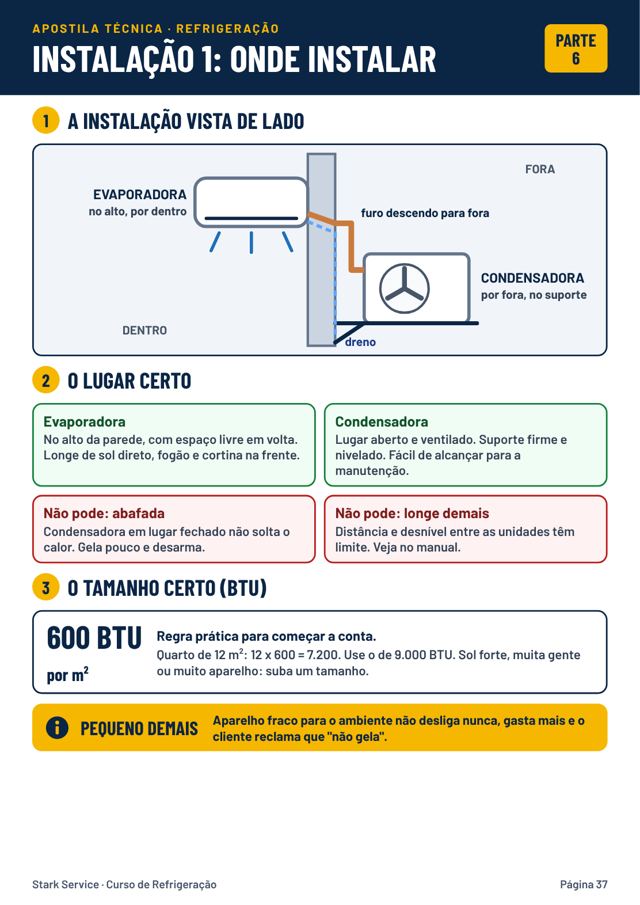 APOSTILA TÉCNICA · REFRIGERAÇÃO
INSTALAÇÃO 1: ONDE INSTALAR
PARTE
6
1 A INSTALAÇÃO VISTA DE LADO
FORA
EVAPORADORA
no alto, por dentro
furo descendo para fora
CONDENSADORA
por fora, no suporte
DENTRO
dreno
2 O LUGAR CERTO
Evaporadora
No alto da parede, com espaço livre em volta.
Longe de sol direto, fogão e cortina na frente.
Condensadora
Lugar aberto e ventilado. Suporte firme e
nivelado. Fácil de alcançar para a
manutenção.
Não pode: abafada
Condensadora em lugar fechado não solta o
calor. Gela pouco e desarma.
Não pode: longe demais
Distância e desnível entre as unidades têm
limite. Veja no manual.
3 O TAMANHO CERTO (BTU)
600 BTU
por m²
Regra prática para começar a conta.
Quarto de 12 m²: 12 x 600 = 7.200. Use o de 9.000 BTU. Sol forte, muita gente
ou muito aparelho: suba um tamanho.
PEQUENO DEMAIS
Aparelho fraco para o ambiente não desliga nunca, gasta mais e o
cliente reclama que "não gela".
Stark Service · Curso de Refrigeração
Página 37